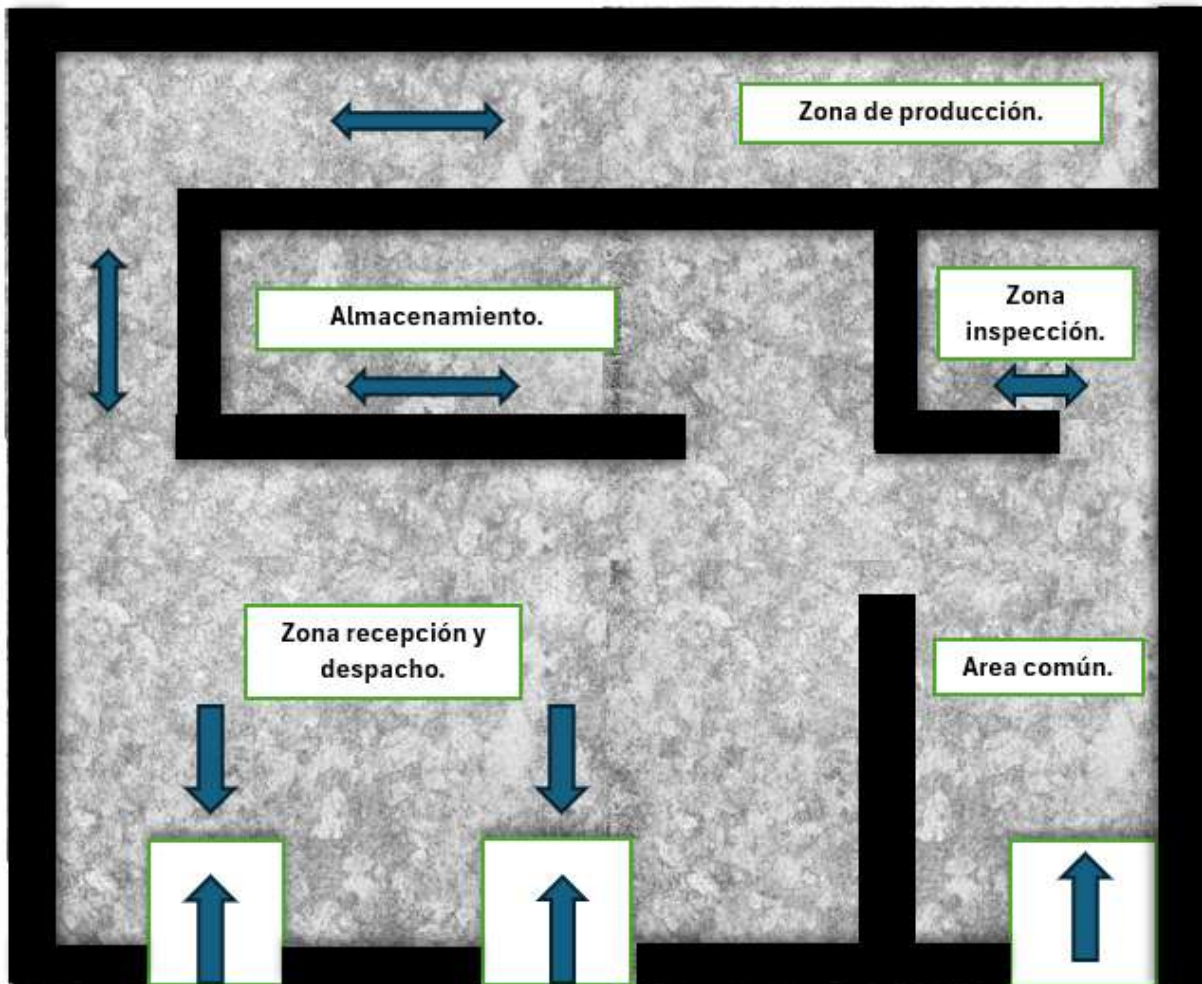 Zona de producción.
Almacenamiento.
Zona
inspección.
Zona recepción y
despacho.
Area común.